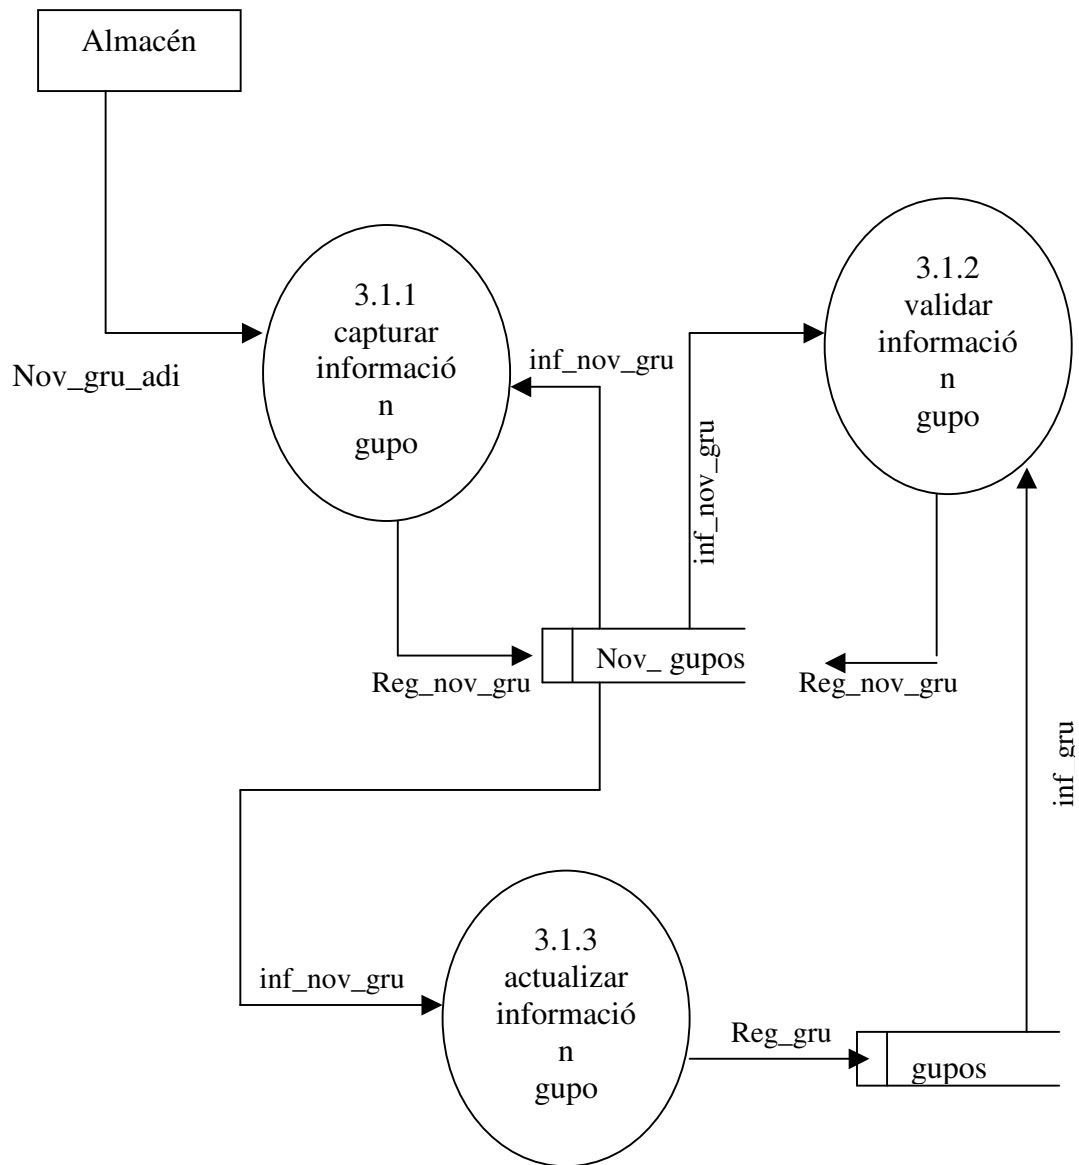 Almacén
3.1.1
capturar
informació
n
gupo
3.1.2
validar
informació
n
gupo
Nov_gru_adi
inf_nov_gru
inf_nov_gru
Nov_ gupos
Reg_nov_gru
Reg_nov_gru
inf_gru
3.1.3
actualizar
informació
n
gupo
inf_nov_gru
Reg_gru
gupos